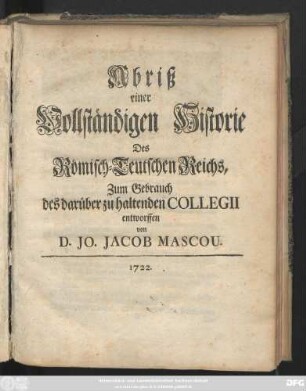 Abriß
einer
Vollständigen Historie
Des
Römisch-Teutschen Reichs,
Zum Gebrauch
des darüber zu haltenden COLLEGII
entworffen
von
D. JO. JACOB MASCOU.
1722.